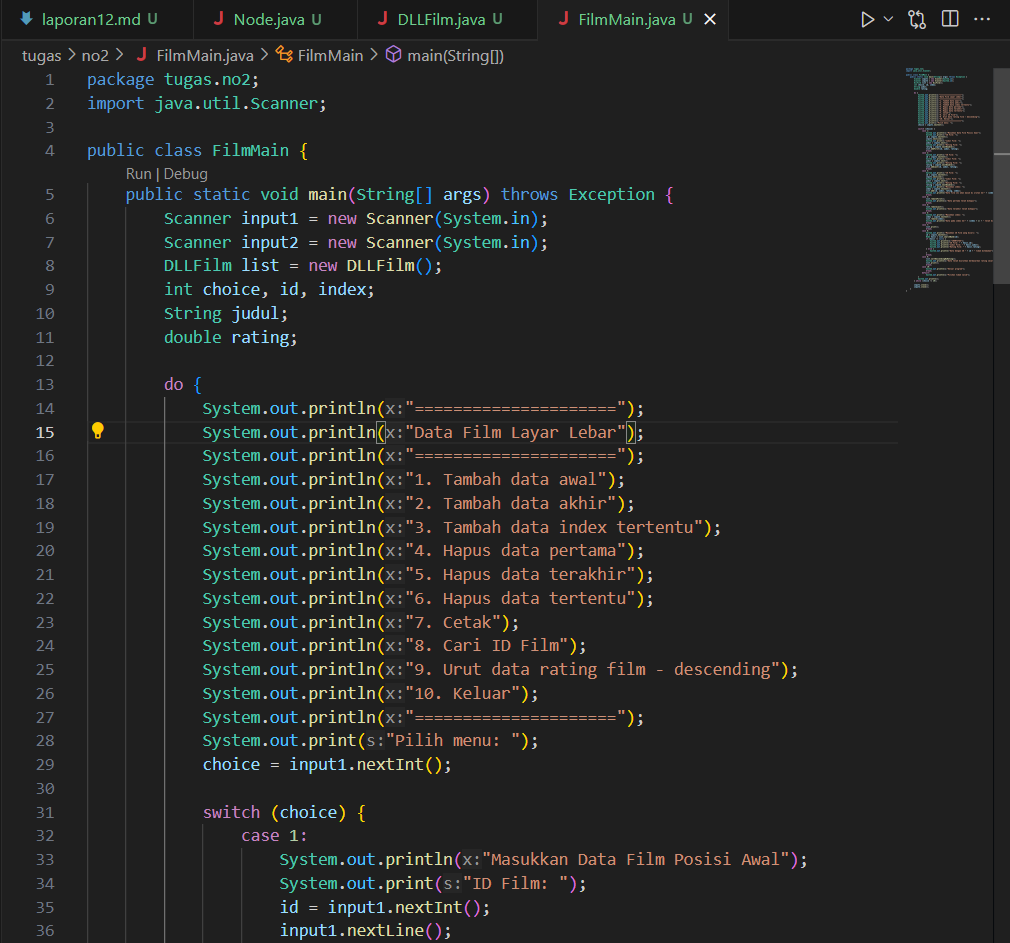 laporan12.md U Node.java U DLLFilm.java U FilmMain.java U
tugas > no2 > FilmMain.java > FilmMain > main(String[])
1 package tugas.no2;
2 import java.util.Scanner;
3
4 public class FilmMain {
Run | Debug
5 public static void main(String[] args) throws Exception {
6 Scanner input1 = new Scanner(System.in);
7 Scanner input2 = new Scanner(System.in);
8 DLLFilm list = new DLLFilm();
9 int choice, id, index;
10 String judul;
11 double rating;
12
13 do {
14 System.out.println(x:"=====================");
15 System.out.println(x:"Data Film Layar Lebar");
16 System.out.println(x:"=====================");
17 System.out.println(x:"1. Tambah data awal");
18 System.out.println(x:"2. Tambah data akhir");
19 System.out.println(x:"3. Tambah data index tertentu");
20 System.out.println(x:"4. Hapus data pertama");
21 System.out.println(x:"5. Hapus data terakhir");
22 System.out.println(x:"6. Hapus data tertentu");
23 System.out.println(x:"7. Cetak");
24 System.out.println(x:"8. Cari ID Film");
25 System.out.println(x:"9. Urut data rating film - descending");
26 System.out.println(x:"10. Keluar");
27 System.out.println(x:"=====================");
28 System.out.print(s:"Pilih menu: ");
29 choice = input1.nextInt();
30
31 switch (choice) {
32 case 1:
33 System.out.println(x:"Masukkan Data Film Posisi Awal");
34 System.out.print(s:"ID Film: ");
35 id = input1.nextInt();
36 input1.nextLine();